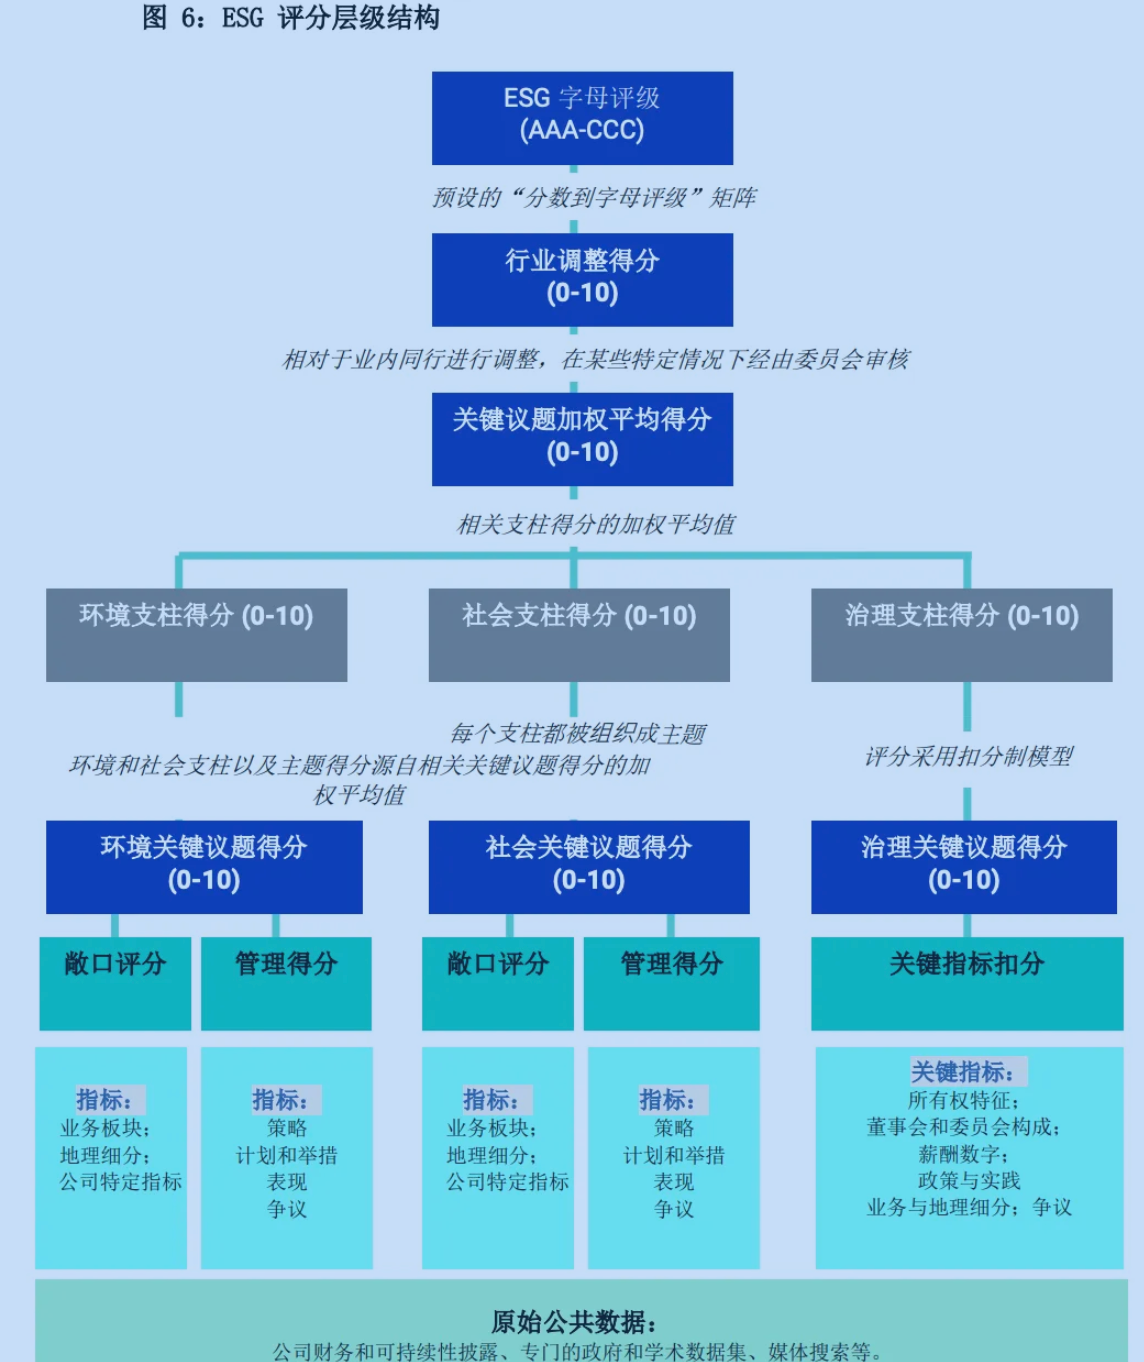 图 6：ESG 评分层级结构
ESG 字母评级
(AAA-CCC)
预设的“分数到字母评级”矩阵
行业调整得分
(0-10)
相对于业内同行进行调整，在某些特定情况下经由委员会审核
关键议题加权平均得分
(0-10)
相关支柱得分的加权平均值
环境支柱得分 (0-10)
社会支柱得分 (0-10)
治理支柱得分 (0-10)
每个支柱都被组织成主题
环境和社会支柱以及主题得分源自相关关键议题得分的加
权平均值
评分采用扣分制模型
环境关键议题得分
(0-10)
社会关键议题得分
(0-10)
治理关键议题得分
(0-10)
敞口评分
管理得分
敞口评分
管理得分
关键指标扣分
指标：
业务板块；
地理细分；
公司特定指标
指标：
策略
计划和举措
表现
争议
指标：
业务板块；
地理细分；
公司特定指标
指标：
策略
计划和举措
表现
争议
关键指标：
所有权特征；
董事会和委员会构成；
薪酬数字；
政策与实践
业务与地理细分；争议
原始公共数据：
公司财务和可持续性披露、专门的政府和学术数据集、媒体搜索等。